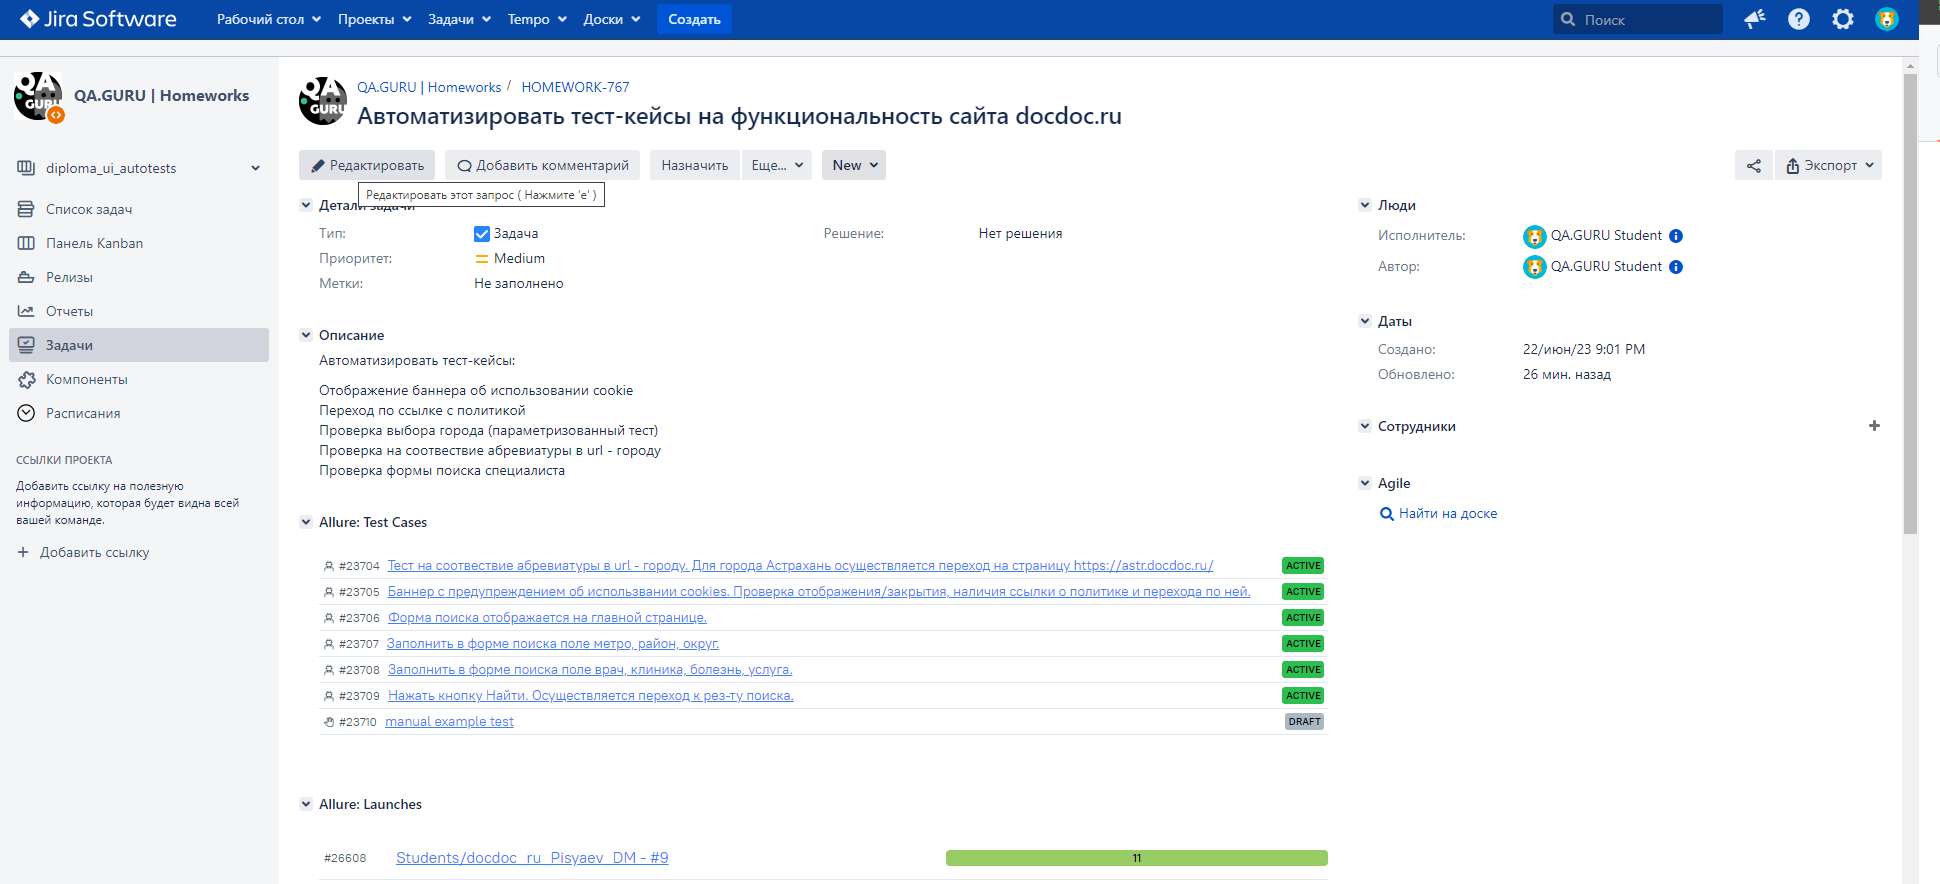 Jira Software
Рабочий стол
Проекты
Задачи
Tempo
Доски
Создать
Поиск
QA GURU
QA.GURU | Homeworks
diploma_ui_autotests
Список задач
Панель Kanban
Релизы
Отчеты
Задачи
Компоненты
Расписания
ССЫЛКИ ПРОЕКТА
Добавить ссылку на полезную
информацию, которая будет видна всей
вашей команде.
Добавить ссылку
QA GURU
QA.GURU | Homeworks / HOMEWORK-767
Автоматизировать тест-кейсы на функциональность сайта docdoc.ru
Редактировать
Добавить комментарий
Назначить
Еще...
New
Экспорт
Редактировать этот запрос ( Нажмите 'e' )
Детали задачи
Тип: Задача
Решение: Нет решения
Приоритет: Medium
Метки: Не заполнено
Описание
Автоматизировать тест-кейсы:
Отображение баннера об использовании cookie
Переход по ссылке с политикой
Проверка выбора города (параметризованный тест)
Проверка на соотвествие абревиатуры в url - городу
Проверка формы поиска специалиста
Allure: Test Cases
#23704 Тест на соотвествие абревиатуры в url - городу. Для города Астрахань осуществляется переход на страницу https://astr.docdoc.ru/ ACTIVE
#23705 Баннер с предупреждением об использвании cookies. Проверка отображения/закрытия, наличия ссылки о политике и перехода по ней. ACTIVE
#23706 Форма поиска отображается на главной странице. ACTIVE
#23707 Заполнить в форме поиска поле метро, район, округ. ACTIVE
#23708 Заполнить в форме поиска поле врач, клиника, болезнь, услуга. ACTIVE
#23709 Нажать кнопку Найти. Осуществляется переход к рез-ту поиска. ACTIVE
#23710 manual example test DRAFT
Allure: Launches
#26608 Students/docdoc_ru_Pisyaev_DM - #9 11
Люди
Исполнитель: QA.GURU Student
Автор: QA.GURU Student
Даты
Создано: 22/июн/23 9:01 PM
Обновлено: 26 мин. назад
Сотрудники
Agile
Найти на доске